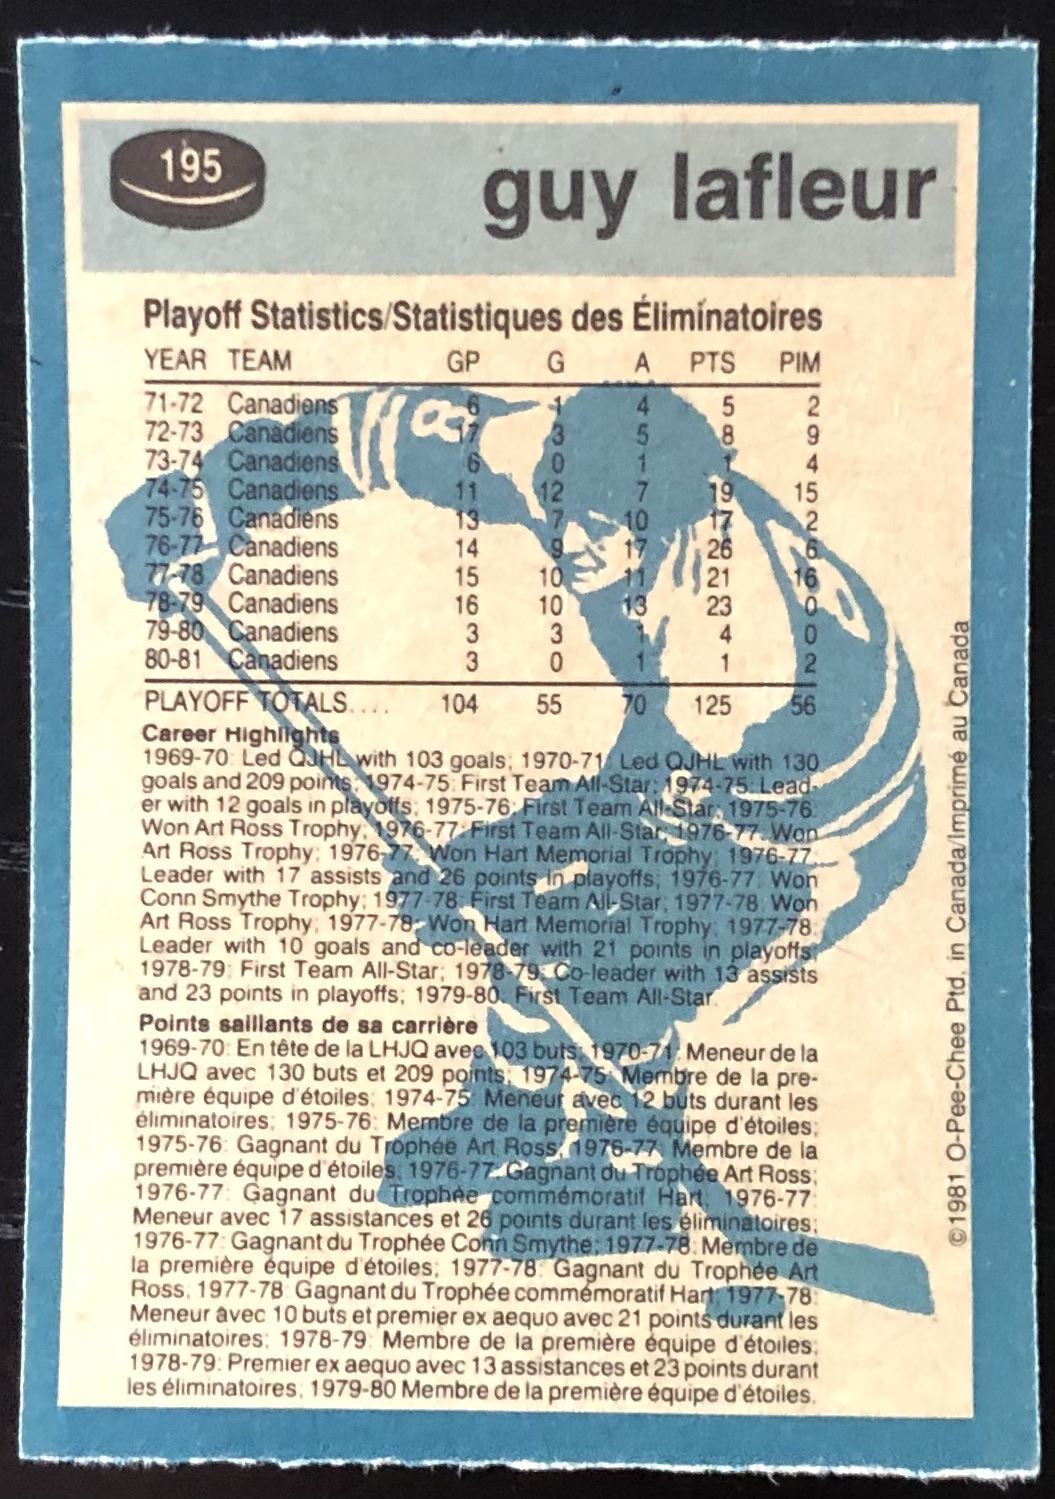 195
guy lafleur
Playoff Statistics/Statistiques des Éliminatoires
YEAR TEAM GP G A PTS PIM
71-72 Canadiens 6 1 4 5 2
72-73 Canadiens 17 3 5 8 9
73-74 Canadiens 6 0 1 1 4
74-75 Canadiens 11 12 7 19 15
75-76 Canadiens 13 7 10 17 2
76-77 Canadiens 14 9 17 26 6
77-78 Canadiens 15 10 11 21 16
78-79 Canadiens 16 10 13 23 0
79-80 Canadiens 3 3 1 4 0
80-81 Canadiens 3 0 1 1 2
PLAYOFF TOTALS.... 104 55 70 125 56
Career Highlights
1969-70: Led QJHL with 103 goals; 1970-71: Led QJHL with 130
goals and 209 points; 1974-75: First Team All-Star; 1974-75: Lead-
er with 12 goals in playoffs; 1975-76: First Team All-Star; 1975-76:
Won Art Ross Trophy; 1976-77: First Team All-Star; 1976-77: Won
Art Ross Trophy; 1976-77: Won Hart Memorial Trophy; 1976-77:
Leader with 17 assists and 26 points in playoffs; 1976-77: Won
Conn Smythe Trophy; 1977-78: First Team All-Star; 1977-78: Won
Art Ross Trophy; 1977-78: Won Hart Memorial Trophy; 1977-78:
Leader with 10 goals and co-leader with 21 points in playoffs;
1978-79: First Team All-Star; 1978-79: Co-leader with 13 assists
and 23 points in playoffs; 1979-80: First Team All-Star.
Points saillants de sa carrière
1969-70: En tête de la LHJQ avec 103 buts; 1970-71: Meneur de la
LHJQ avec 130 buts et 209 points; 1974-75: Membre de la pre-
mière équipe d'étoiles; 1974-75: Meneur avec 12 buts durant les
éliminatoires; 1975-76: Membre de la première équipe d'étoiles;
1975-76: Gagnant du Trophée Art Ross; 1976-77: Membre de la
première équipe d'étoiles; 1976-77: Gagnant du Trophée Art Ross;
1976-77: Gagnant du Trophée commémoratif Hart; 1976-77:
Meneur avec 17 assistances et 26 points durant les éliminatoires;
1976-77: Gagnant du Trophée Conn Smythe; 1977-78: Membre de
la première équipe d'étoiles; 1977-78: Gagnant du Trophée Art
Ross; 1977-78: Gagnant du Trophée commémoratif Hart; 1977-78:
Meneur avec 10 buts et premier ex aequo avec 21 points durant les
éliminatoires; 1978-79: Membre de la première équipe d'étoiles;
1978-79: Premier ex aequo avec 13 assistances et 23 points durant
les éliminatoires; 1979-80 Membre de la première équipe d'étoiles.
©1981 O-Pee-Chee Ptd. in Canada/Imprimé au Canada